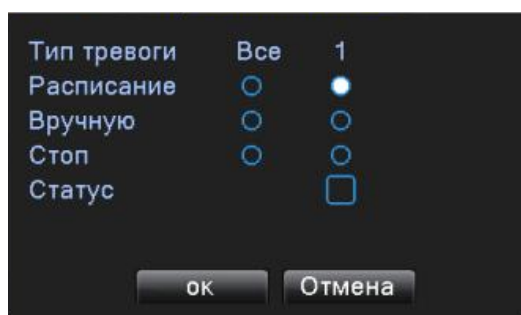 Тип тревоги Все 1
Расписание
Вручную
Стоп
Статус
ок Отмена